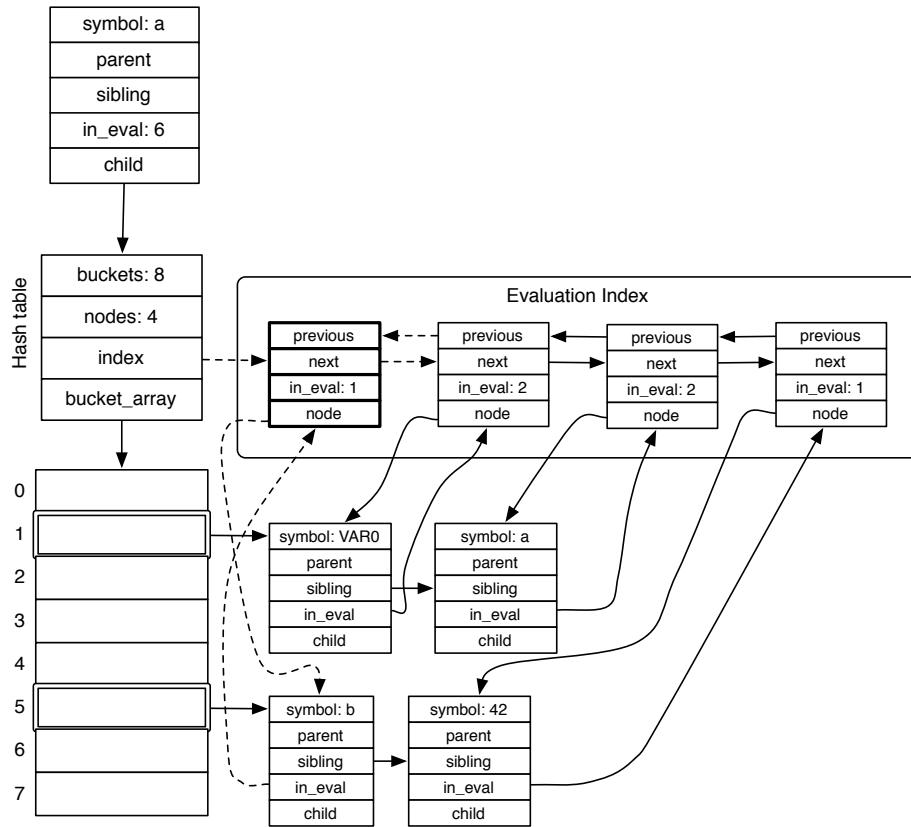 symbol: a
parent
sibling
in_eval: 6
child
Hash table
buckets: 8
nodes: 4
index
bucket_array
Evaluation Index
previous
next
in_eval: 1
node
previous
next
in_eval: 2
node
previous
next
in_eval: 2
node
previous
next
in_eval: 1
node
0
1
2
3
4
5
6
7
symbol: VAR0
parent
sibling
in_eval
child
symbol: a
parent
sibling
in_eval
child
symbol: b
parent
sibling
in_eval
child
symbol: 42
parent
sibling
in_eval
child